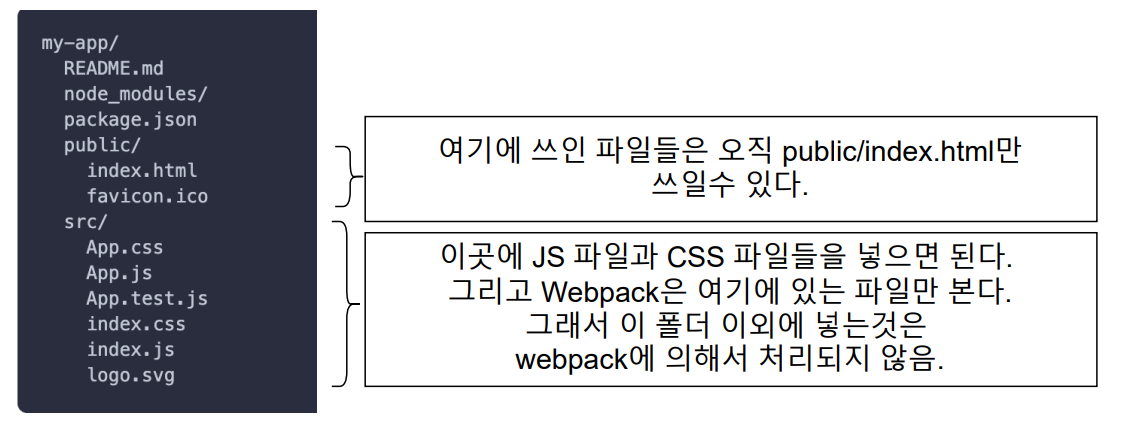 my-app/
README.md
node_modules/
package.json
public/
index.html
favicon.ico
src/
App.css
App.js
App.test.js
index.css
index.js
logo.svg
여기에 쓰인 파일들은 오직 public/index.html만
쓰일수 있다.
이곳에 JS 파일과 CSS 파일들을 넣으면 된다.
그리고 Webpack은 여기에 있는 파일만 본다.
그래서 이 폴더 이외에 넣는것은
webpack에 의해서 처리되지 않음.